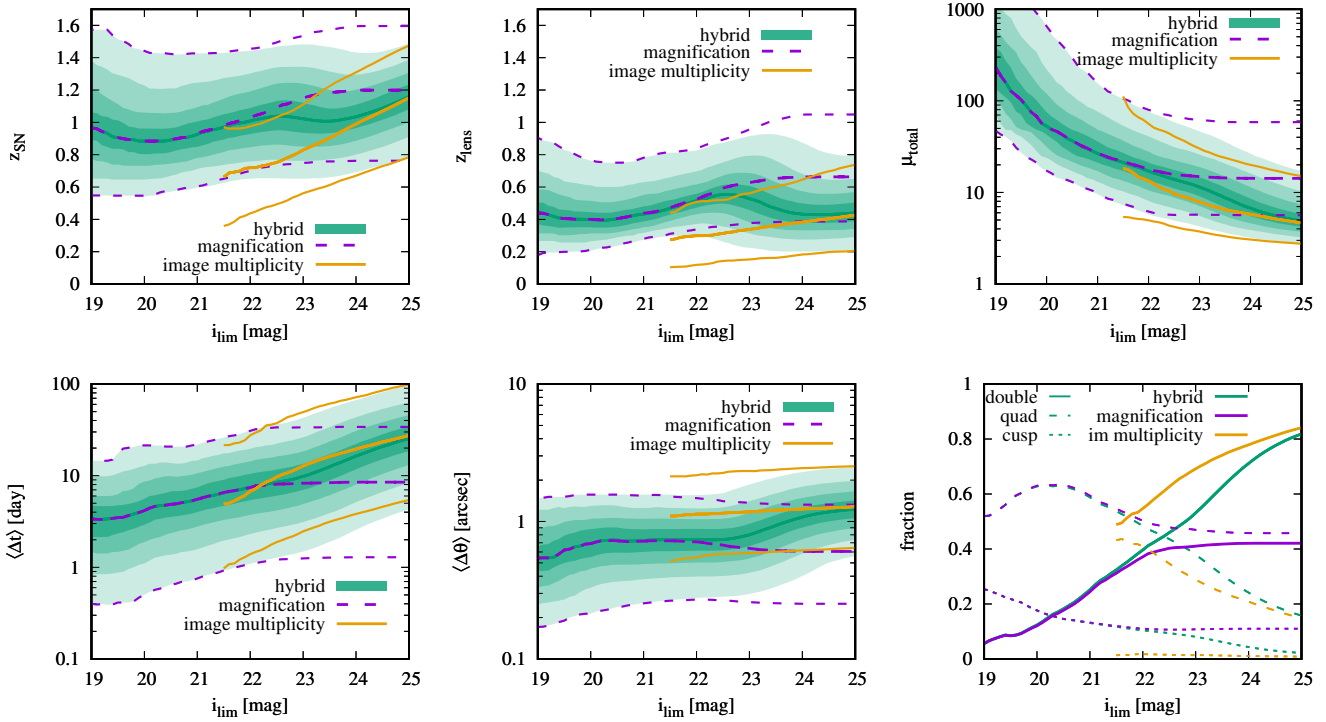 z_SN
1.6
1.4
1.2
1
0.8
0.6
0.4
0.2
0
hybrid
magnification
image multiplicity
19 20 21 22 23 24 25
i_lim [mag]
z_lens
1.6
1.4
1.2
1
0.8
0.6
0.4
0.2
0
hybrid
magnification
image multiplicity
19 20 21 22 23 24 25
i_lim [mag]
μ_total
1000
100
10
1
hybrid
magnification
image multiplicity
19 20 21 22 23 24 25
i_lim [mag]
⟨Δt⟩ [day]
100
10
1
0.1
hybrid
magnification
image multiplicity
19 20 21 22 23 24 25
i_lim [mag]
⟨Δθ⟩ [arcsec]
10
1
0.1
hybrid
magnification
image multiplicity
19 20 21 22 23 24 25
i_lim [mag]
fraction
1
0.8
0.6
0.4
0.2
0
double
quad
cusp
hybrid
magnification
im multiplicity
19 20 21 22 23 24 25
i_lim [mag]